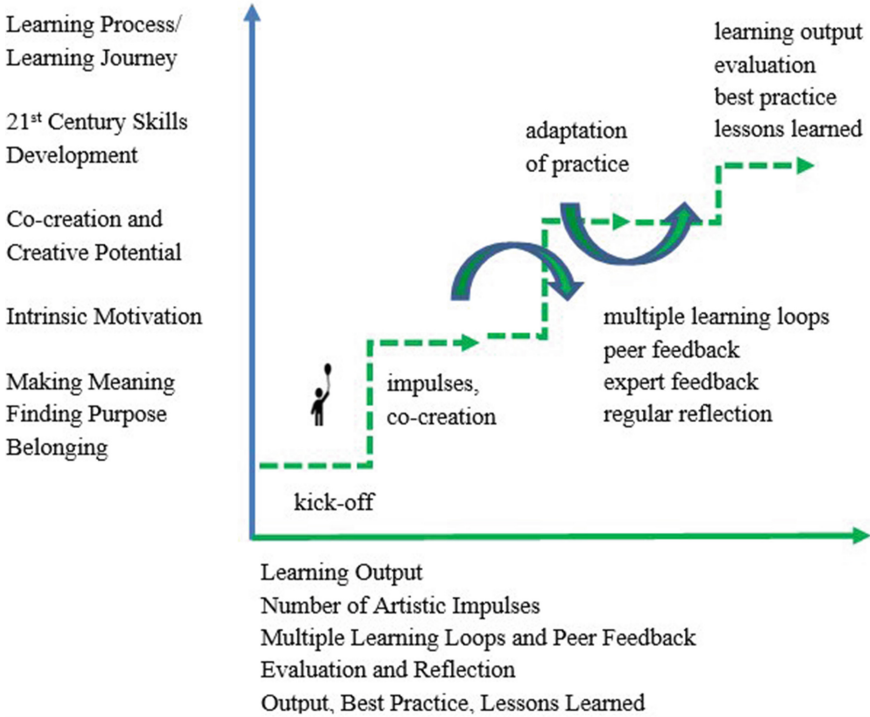 Learning Process/
Learning Journey
21st Century Skills
Development
Co-creation and
Creative Potential
Intrinsic Motivation
Making Meaning
Finding Purpose
Belonging
kick-off
impulses,
co-creation
adaptation
of practice
multiple learning loops
peer feedback
expert feedback
regular reflection
learning output
evaluation
best practice
lessons learned
Learning Output
Number of Artistic Impulses
Multiple Learning Loops and Peer Feedback
Evaluation and Reflection
Output, Best Practice, Lessons Learned